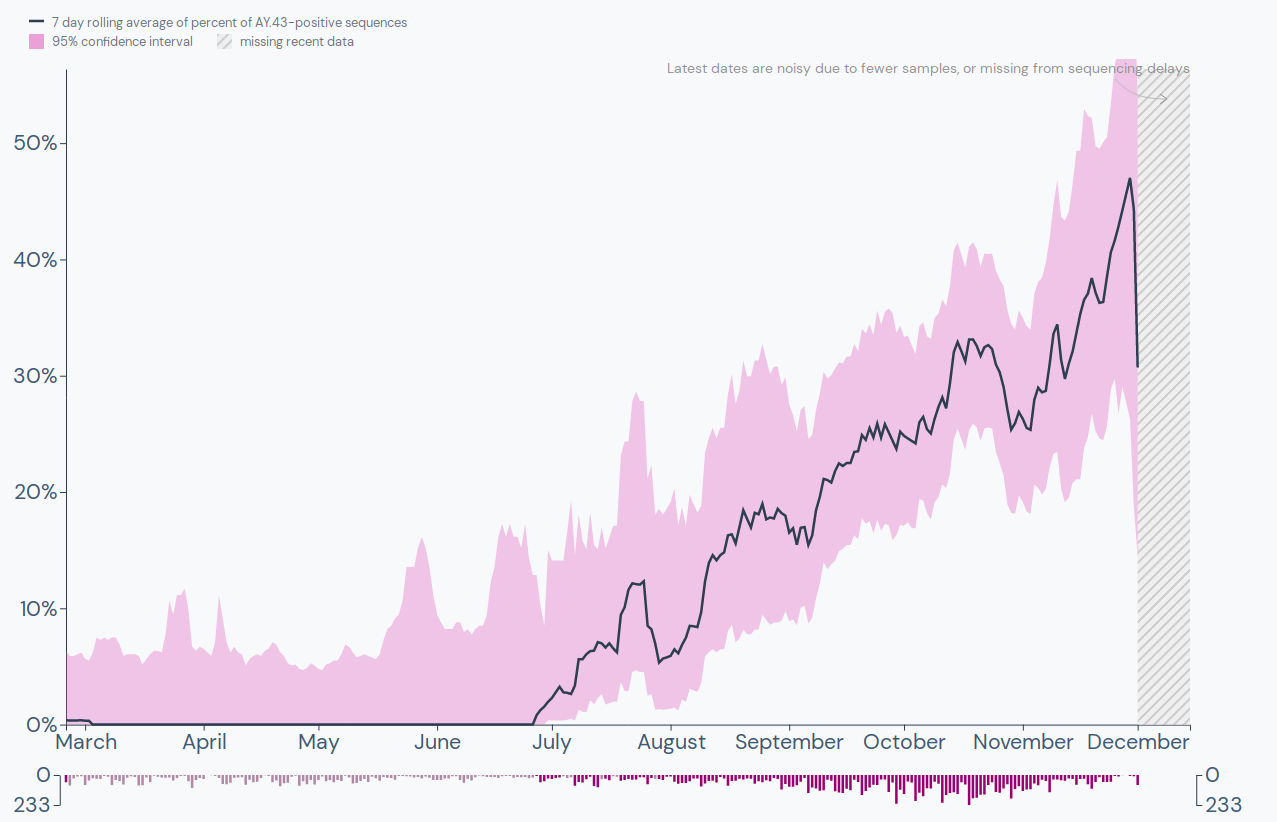 7 day rolling average of percent of AY.43-positive sequences
95% confidence interval missing recent data
Latest dates are noisy due to fewer samples, or missing from sequencing delays
50%
40%
30%
20%
10%
0%
March April May June July August September October November December
0 0
233 233